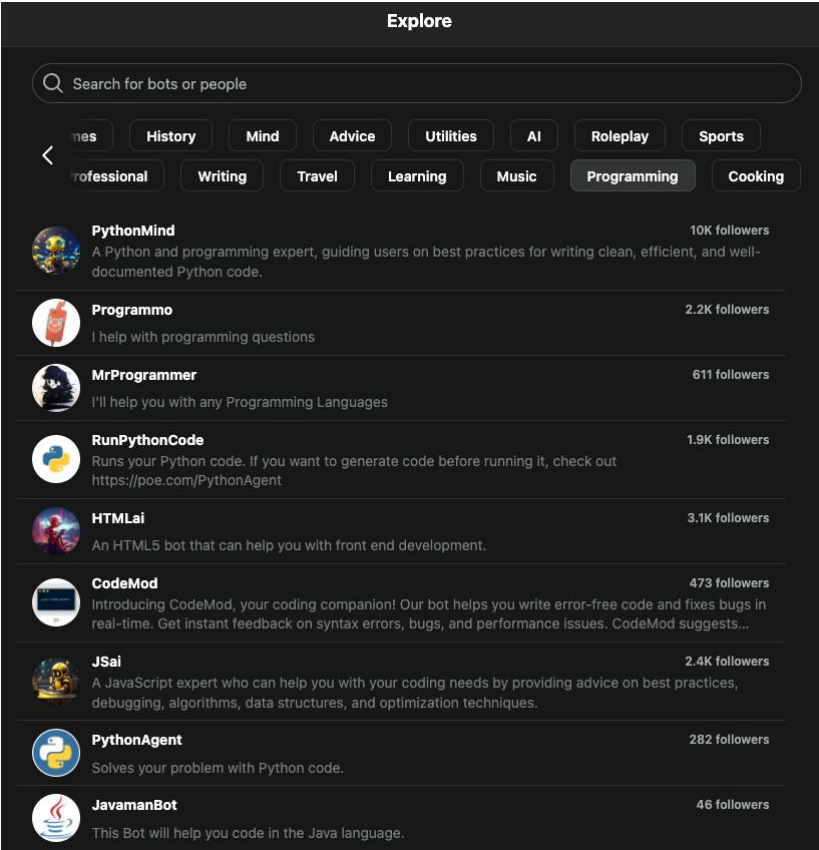 Explore
Search for bots or people
mes History Mind Advice Utilities AI Roleplay Sports
rofessional Writing Travel Learning Music Programming Cooking
PythonMind 10K followers
A Python and programming expert, guiding users on best practices for writing clean, efficient, and well-
documented Python code.
Programmo 2.2K followers
I help with programming questions
MrProgrammer 611 followers
I'll help you with any Programming Languages
RunPythonCode 1.9K followers
Runs your Python code. If you want to generate code before running it, check out
https://poe.com/PythonAgent
HTMLai 3.1K followers
An HTML5 bot that can help you with front end development.
CodeMod 473 followers
Introducing CodeMod, your coding companion! Our bot helps you write error-free code and fixes bugs in
real-time. Get instant feedback on syntax errors, bugs, and performance issues. CodeMod suggests...
JSai 2.4K followers
A JavaScript expert who can help you with your coding needs by providing advice on best practices,
debugging, algorithms, data structures, and optimization techniques.
PythonAgent 282 followers
Solves your problem with Python code.
JavamanBot 46 followers
This Bot will help you code in the Java language.